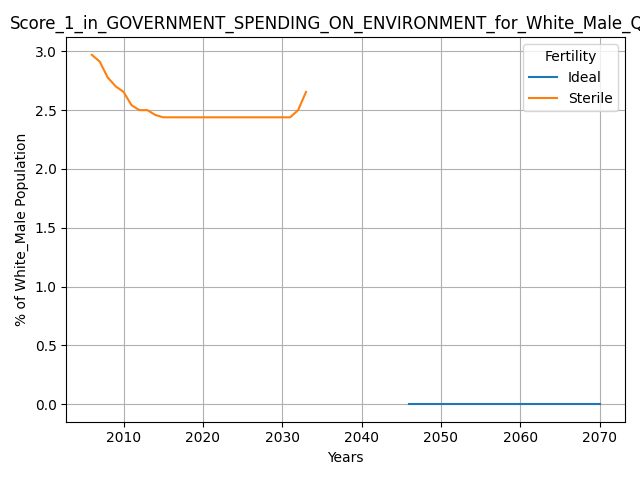 Score_1_in_GOVERNMENT_SPENDING_ON_ENVIRONMENT_for_White_Male_Q
3.0
2.5
2.0
1.5
1.0
0.5
0.0
% of White_Male Population
Fertility
Ideal
Sterile
2010 2020 2030 2040 2050 2060 2070
Years